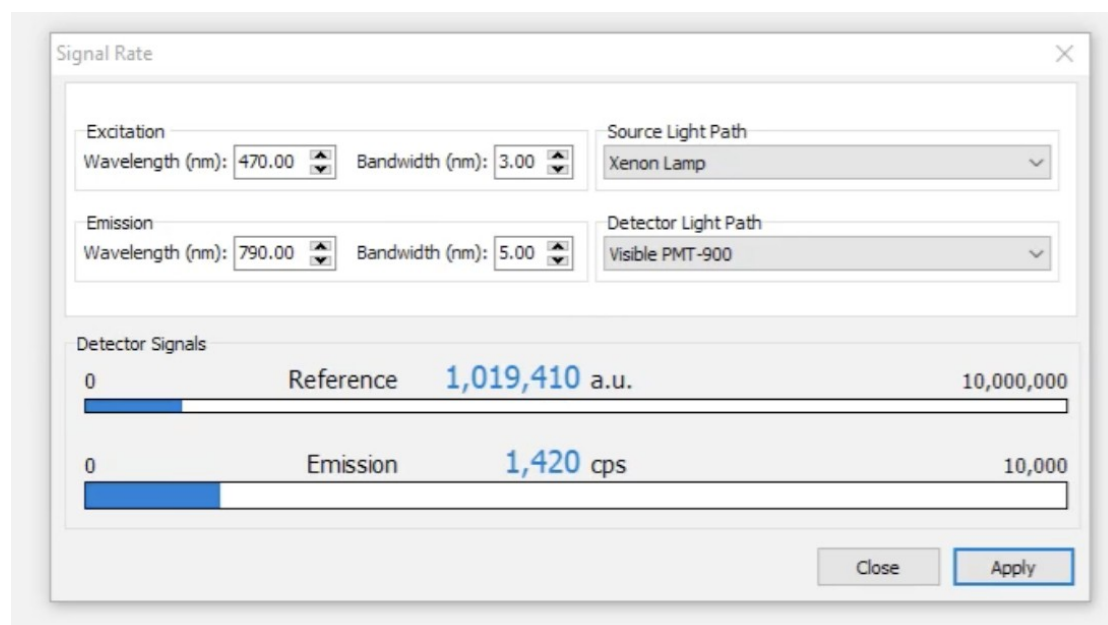 Signal Rate
Excitation
Wavelength (nm): 470.00 Bandwidth (nm): 3.00
Source Light Path
Xenon Lamp
Emission
Wavelength (nm): 790.00 Bandwidth (nm): 5.00
Detector Light Path
Visible PMT-900
Detector Signals
0 Reference 1,019,410 a.u. 10,000,000
0 Emission 1,420 cps 10,000
Close Apply